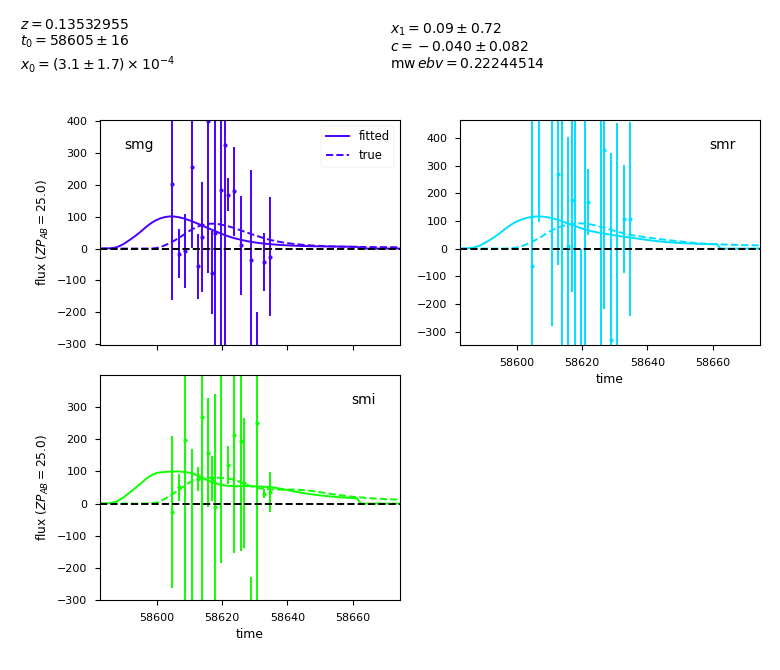 z = 0.13532955
t0 = 58605 ± 16
x0 = (3.1 ± 1.7) × 10^−4
x1 = 0.09 ± 0.72
c = −0.040 ± 0.082
mw ebv = 0.22244514
400
300
200
100
0
−100
−200
−300
flux (ZP_AB = 25.0)
smg
fitted
true
400
300
200
100
0
−100
−200
−300
smr
58600
58620
58640
58660
time
300
200
100
0
−100
−200
−300
flux (ZP_AB = 25.0)
smi
58600
58620
58640
58660
time